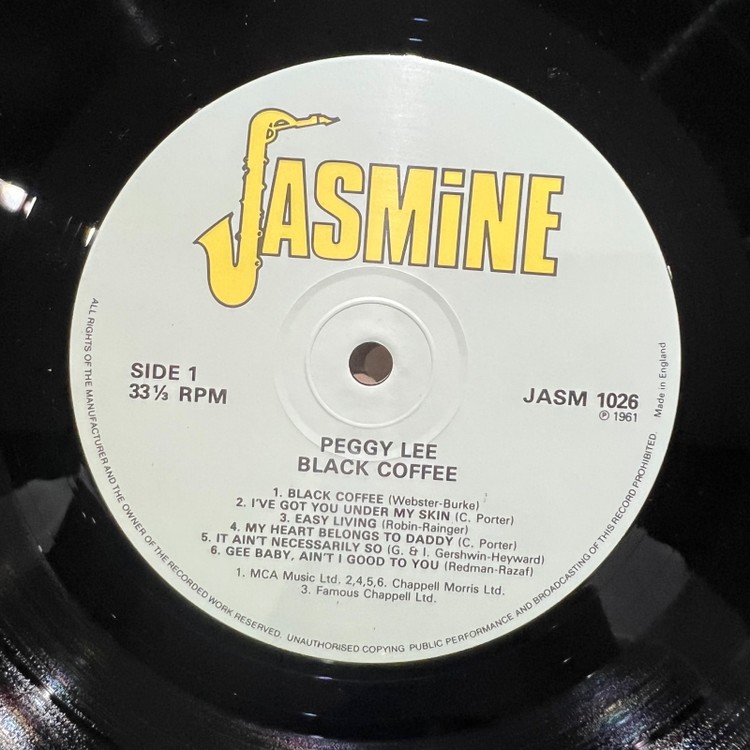 JASMiNE
SIDE 1
33⅓ RPM
JASM 1026
℗ 1961
Made in England
PEGGY LEE
BLACK COFFEE
1. BLACK COFFEE (Webster-Burke)
2. I'VE GOT YOU UNDER MY SKIN (C. Porter)
3. EASY LIVING (Robin-Rainger)
4. MY HEART BELONGS TO DADDY (C. Porter)
5. IT AIN'T NECESSARILY SO (G. & I. Gershwin-Heyward)
6. GEE BABY, AIN'T I GOOD TO YOU (Redman-Razaf)
1. MCA Music Ltd. 2,4,5,6. Chappell Morris Ltd.
3. Famous Chappell Ltd.
ALL RIGHTS OF THE MANUFACTURER AND THE OWNER OF THE RECORDED WORK RESERVED. UNAUTHORISED COPYING PUBLIC PERFORMANCE AND BROADCASTING OF THIS RECORD PROHIBITED.